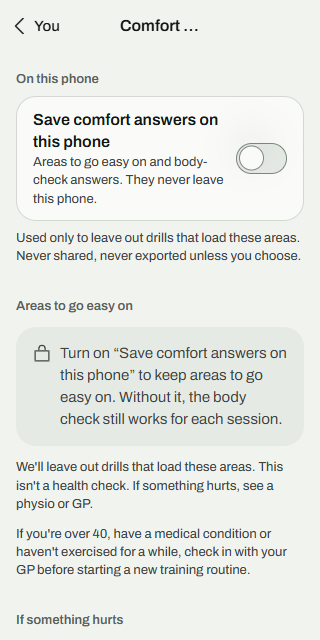 You
Comfort ...
On this phone
Save comfort answers on
this phone
Areas to go easy on and body-
check answers. They never leave
this phone.
Used only to leave out drills that load these areas.
Never shared, never exported unless you choose.
Areas to go easy on
Turn on “Save comfort answers on
this phone” to keep areas to go
easy on. Without it, the body
check still works for each session.
We'll leave out drills that load these areas. This
isn't a health check. If something hurts, see a
physio or GP.
If you're over 40, have a medical condition or
haven't exercised for a while, check in with your
GP before starting a new training routine.
If something hurts